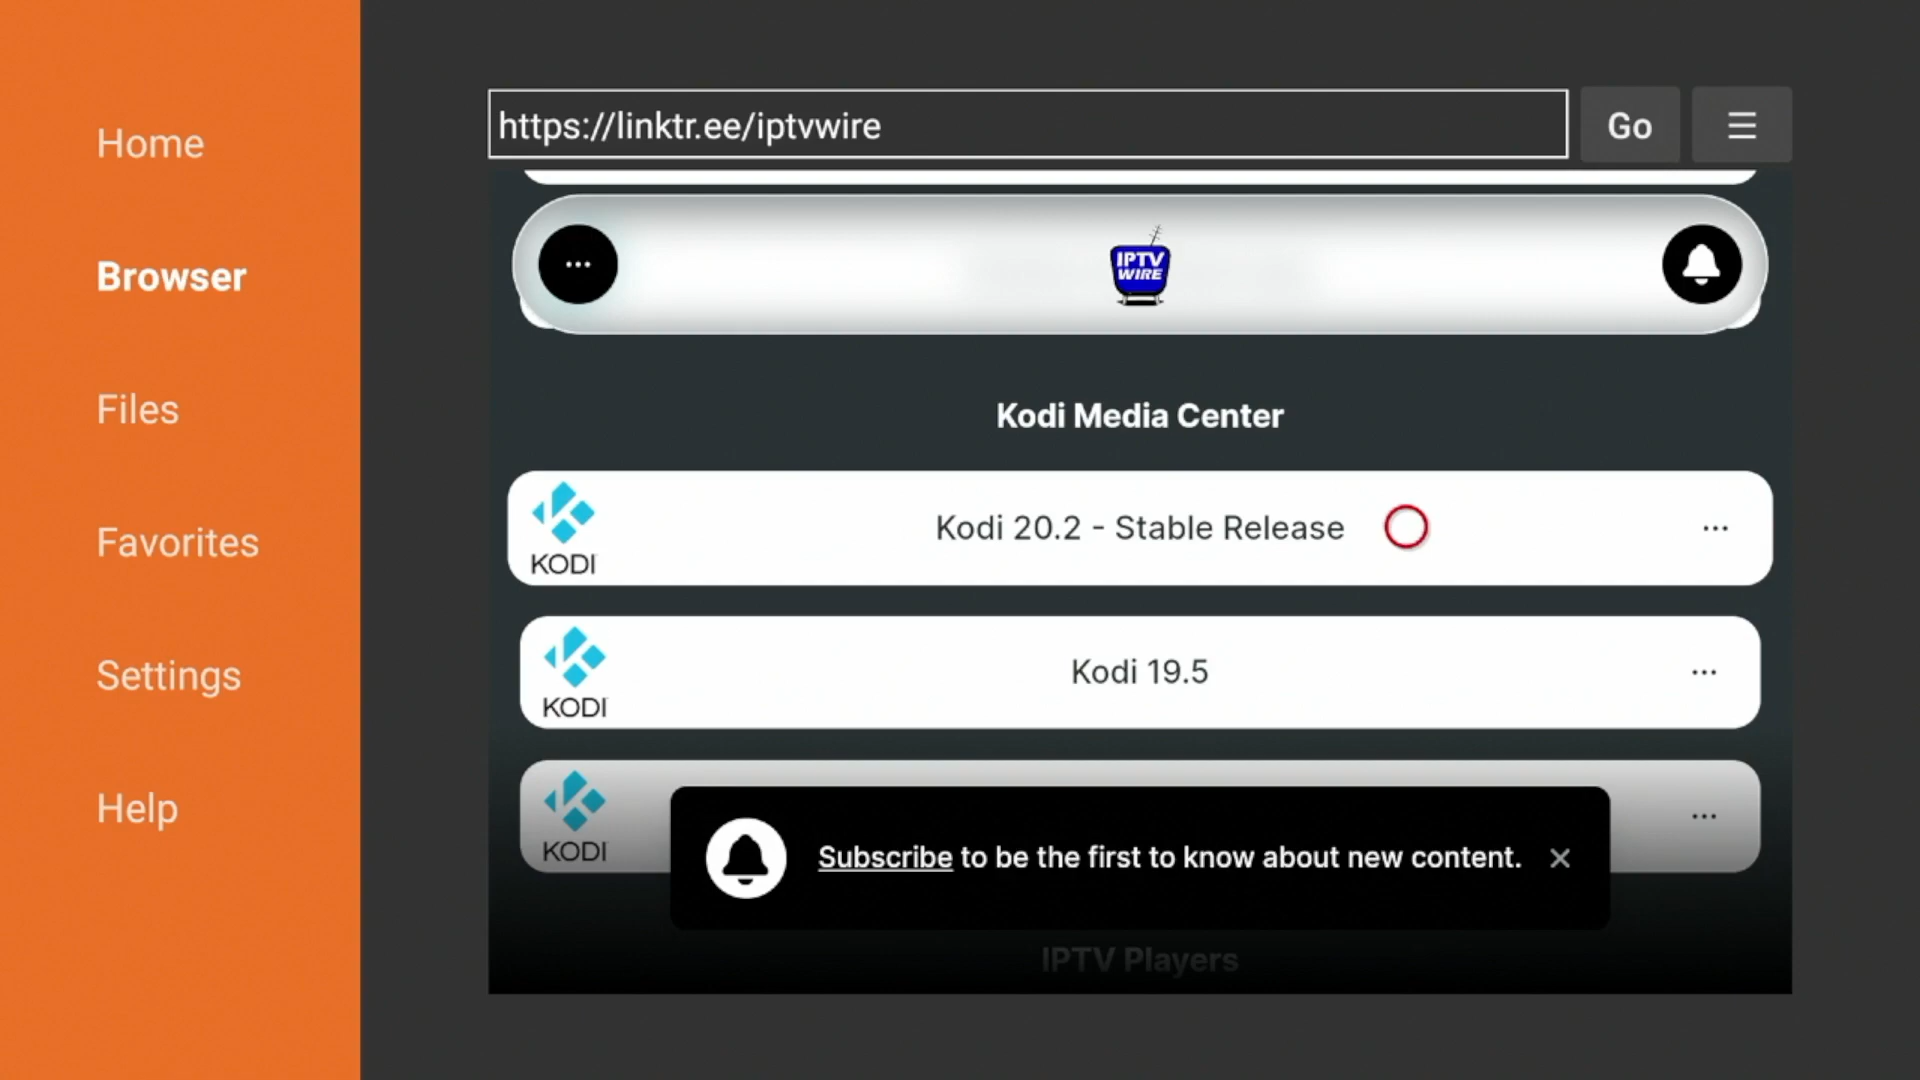 Home
Browser
Files
Favorites
Settings
Help
https://linktr.ee/iptvwire
Go
IPTV
WIRE
Kodi Media Center
KODI
Kodi 20.2 - Stable Release
KODI
Kodi 19.5
KODI
Subscribe to be the first to know about new content.
IPTV Players